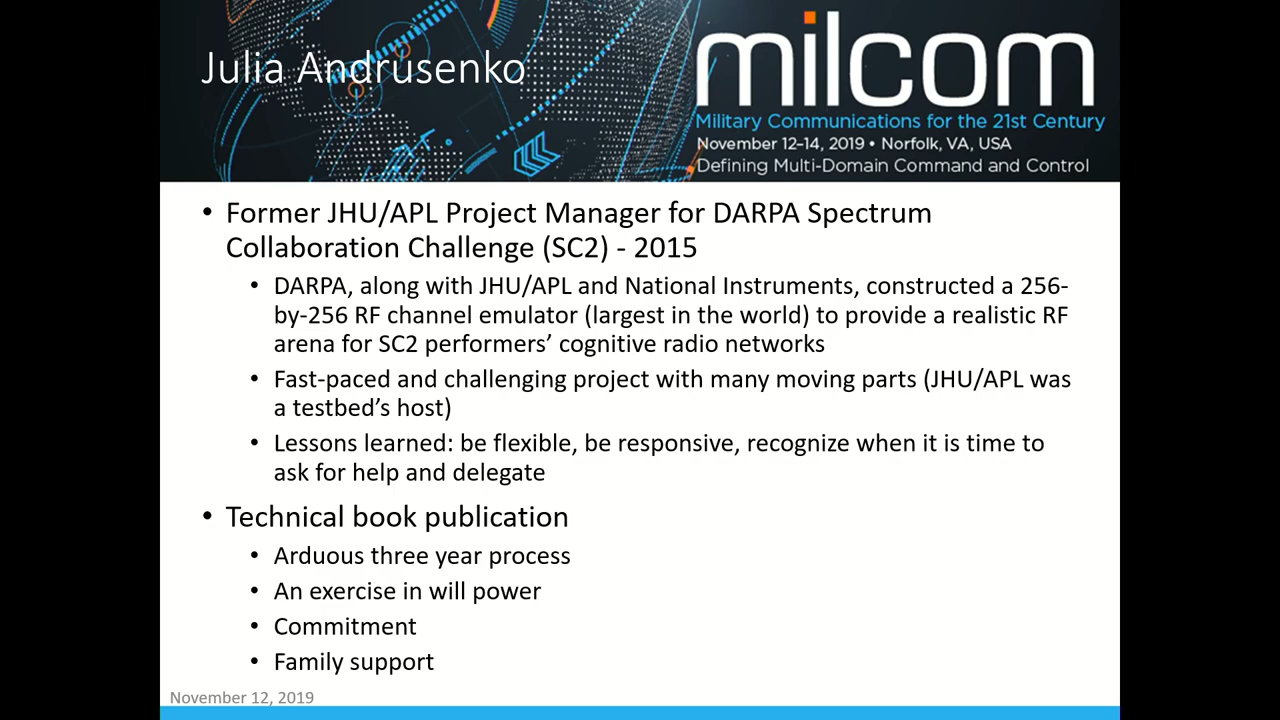 Julia Andrusenko
milcom
Military Communications for the 21st Century
November 12-14, 2019 • Norfolk, VA, USA
Defining Multi-Domain Command and Control
• Former JHU/APL Project Manager for DARPA Spectrum
Collaboration Challenge (SC2) - 2015
• DARPA, along with JHU/APL and National Instruments, constructed a 256-
by-256 RF channel emulator (largest in the world) to provide a realistic RF
arena for SC2 performers’ cognitive radio networks
• Fast-paced and challenging project with many moving parts (JHU/APL was
a testbed’s host)
• Lessons learned: be flexible, be responsive, recognize when it is time to
ask for help and delegate
• Technical book publication
• Arduous three year process
• An exercise in will power
• Commitment
• Family support
November 12, 2019